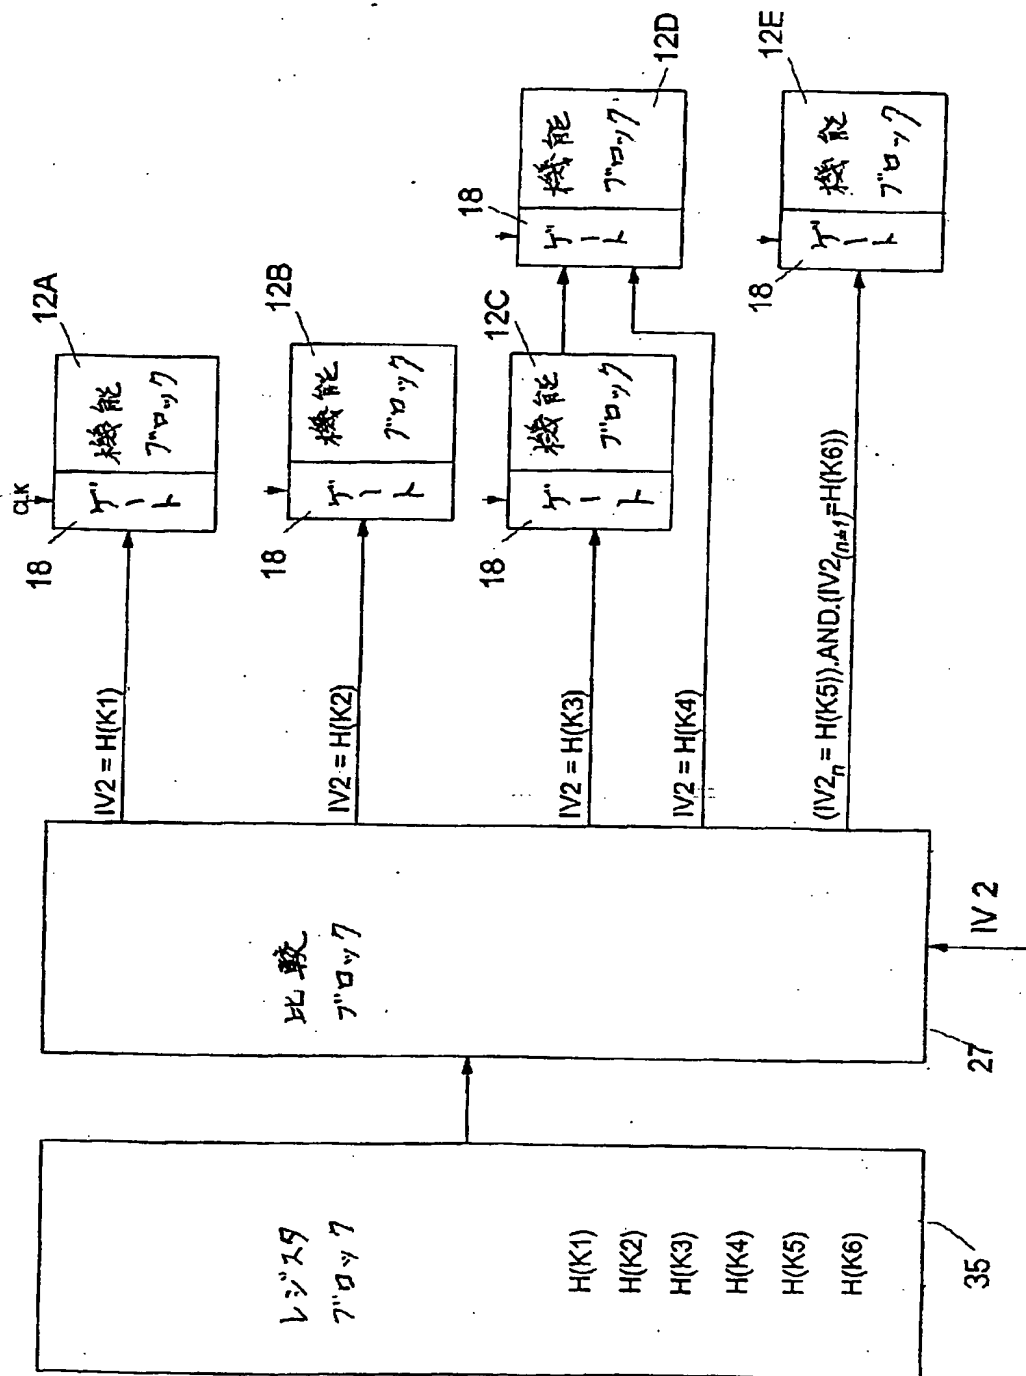 レジスタ
ブロック
H(K1)
H(K2)
H(K3)
H(K4)
H(K5)
H(K6)
35
比較
ブロック
27
IV 2
IV2 = H(K1)
IV2 = H(K2)
IV2 = H(K3)
IV2 = H(K4)
(IV2n = H(K5)).AND.(IV2(n+1)=H(K6))
CLK
18
ゲート
機能
ブロック
12A
18
ゲート
機能
ブロック
12B
18
ゲート
機能
ブロック
12C
18
ゲート
機能
ブロック
12D
18
ゲート
機能
ブロック
12E